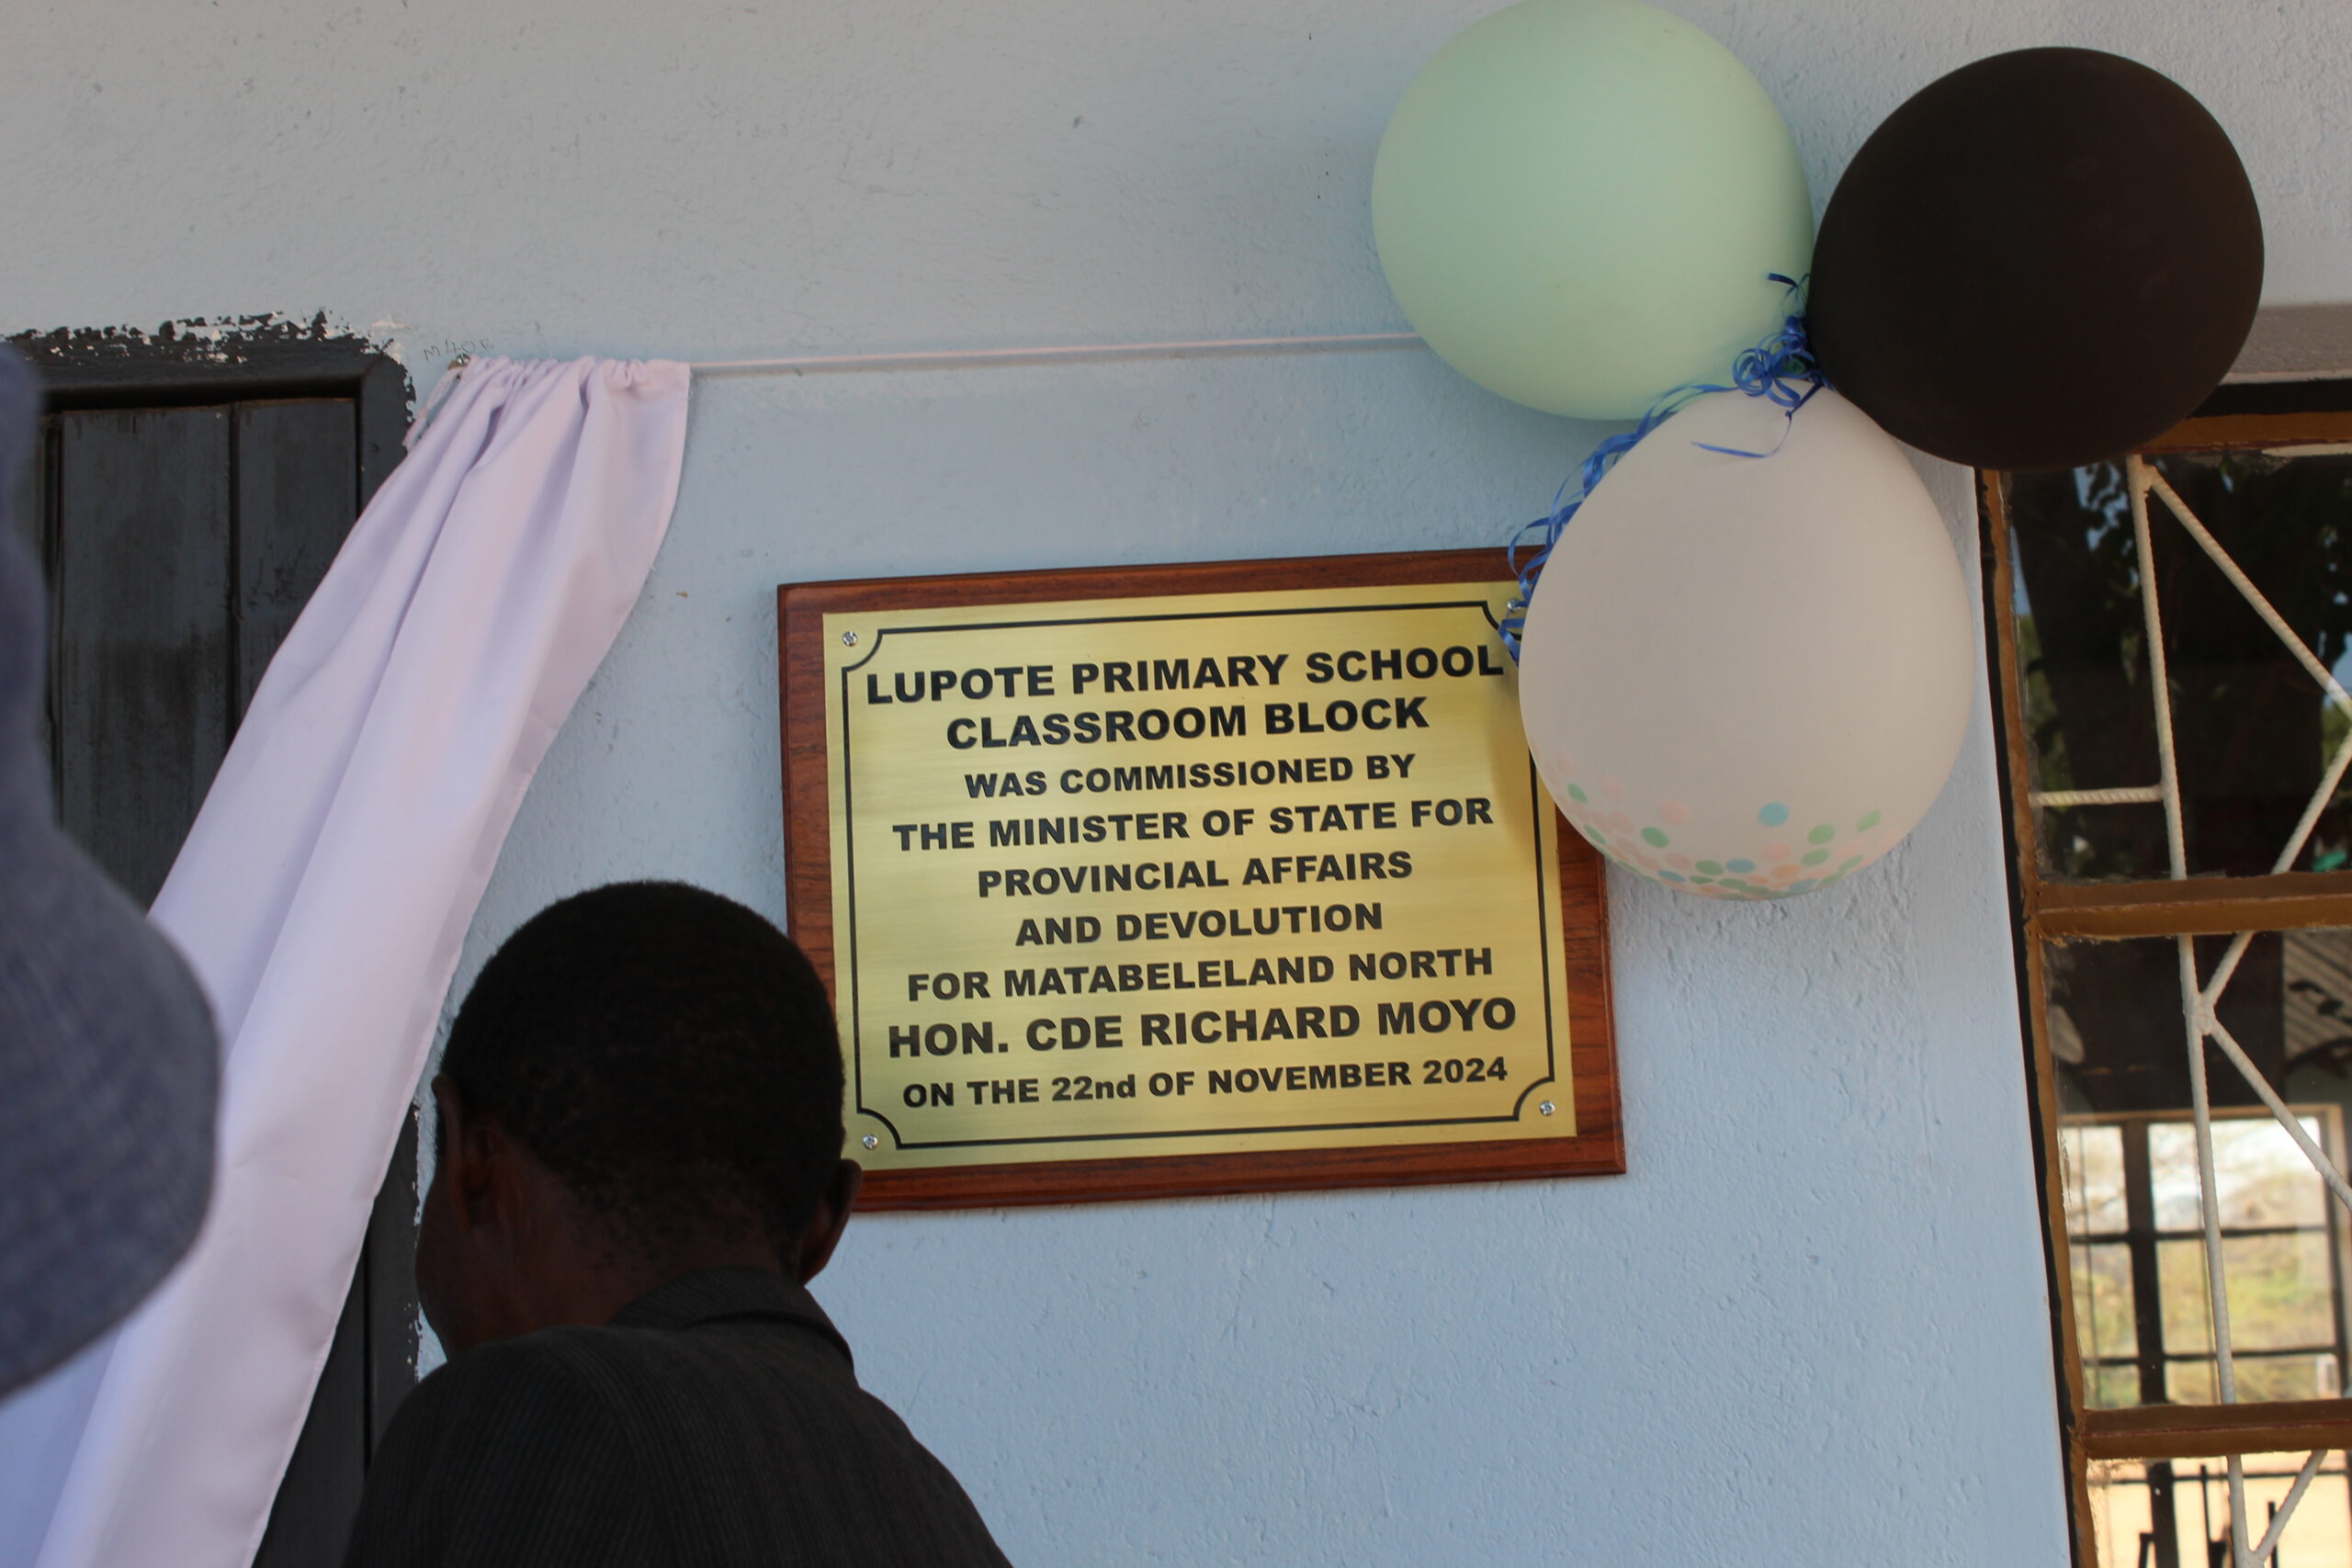 LUPOTE PRIMARY SCHOOL
CLASSROOM BLOCK
WAS COMMISSIONED BY
THE MINISTER OF STATE FOR
PROVINCIAL AFFAIRS
AND DEVOLUTION
FOR MATABELELAND NORTH
HON. CDE RICHARD MOYO
ON THE 22nd OF NOVEMBER 2024